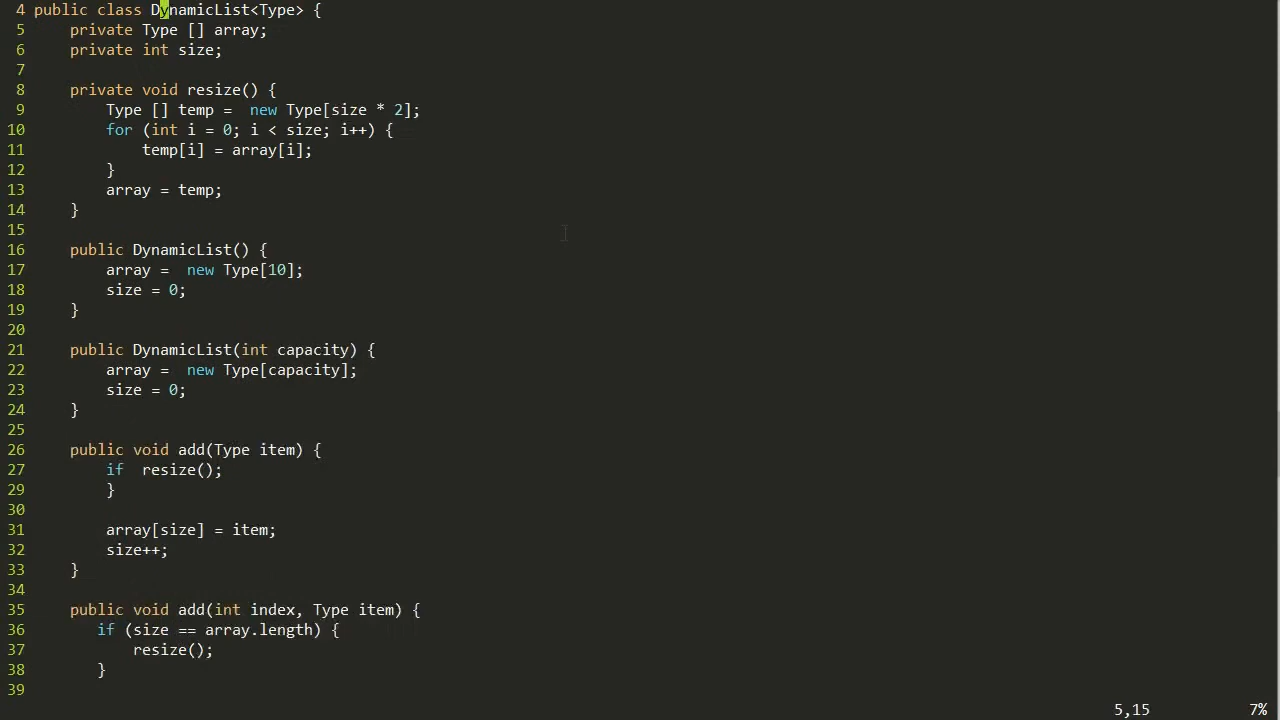 4 public class DynamicList<Type> {
5     private Type [] array;
6     private int size;
7
8     private void resize() {
9         Type [] temp =  new Type[size * 2];
10         for (int i = 0; i < size; i++) {
11             temp[i] = array[i];
12         }
13         array = temp;
14     }
15
16     public DynamicList() {
17         array =  new Type[10];
18         size = 0;
19     }
20
21     public DynamicList(int capacity) {
22         array =  new Type[capacity];
23         size = 0;
24     }
25
26     public void add(Type item) {
27         if  resize();
29         }
30
31         array[size] = item;
32         size++;
33     }
34
35     public void add(int index, Type item) {
36        if (size == array.length) {
37            resize();
38        }
39
5,15 7%